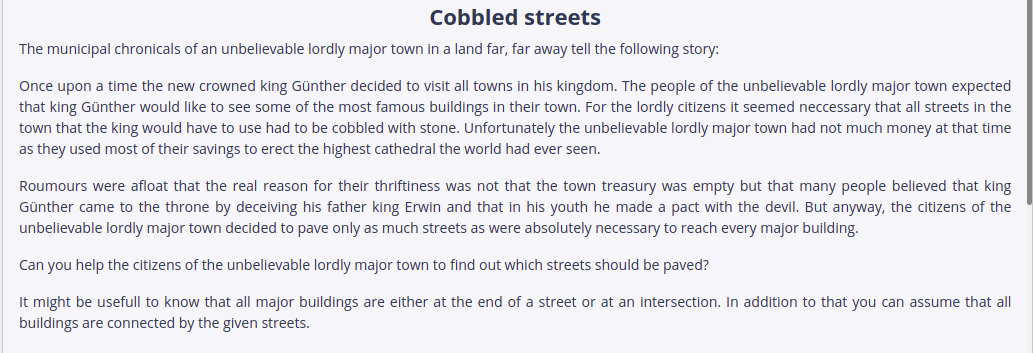 Cobbled streets
The municipal chronicals of an unbelievable lordly major town in a land far, far away tell the following story:
Once upon a time the new crowned king Günther decided to visit all towns in his kingdom. The people of the unbelievable lordly major town expected
that king Günther would like to see some of the most famous buildings in their town. For the lordly citizens it seemed neccessary that all streets in the
town that the king would have to use had to be cobbled with stone. Unfortunately the unbelievable lordly major town had not much money at that time
as they used most of their savings to erect the highest cathedral the world had ever seen.
Roumours were afloat that the real reason for their thriftiness was not that the town treasury was empty but that many people believed that king
Günther came to the throne by deceiving his father king Erwin and that in his youth he made a pact with the devil. But anyway, the citizens of the
unbelievable lordly major town decided to pave only as much streets as were absolutely necessary to reach every major building.
Can you help the citizens of the unbelievable lordly major town to find out which streets should be paved?
It might be usefull to know that all major buildings are either at the end of a street or at an intersection. In addition to that you can assume that all
buildings are connected by the given streets.